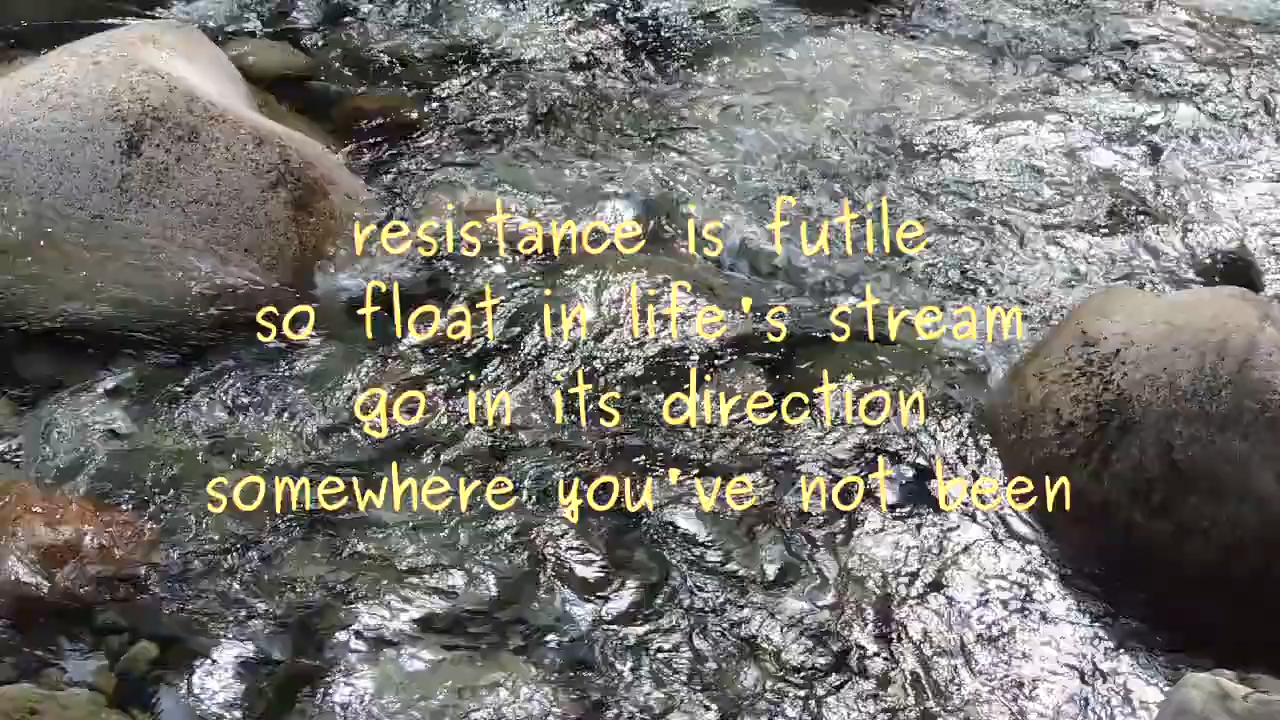 resistance is futile
so float in life's stream
go in its direction
somewhere you've not been